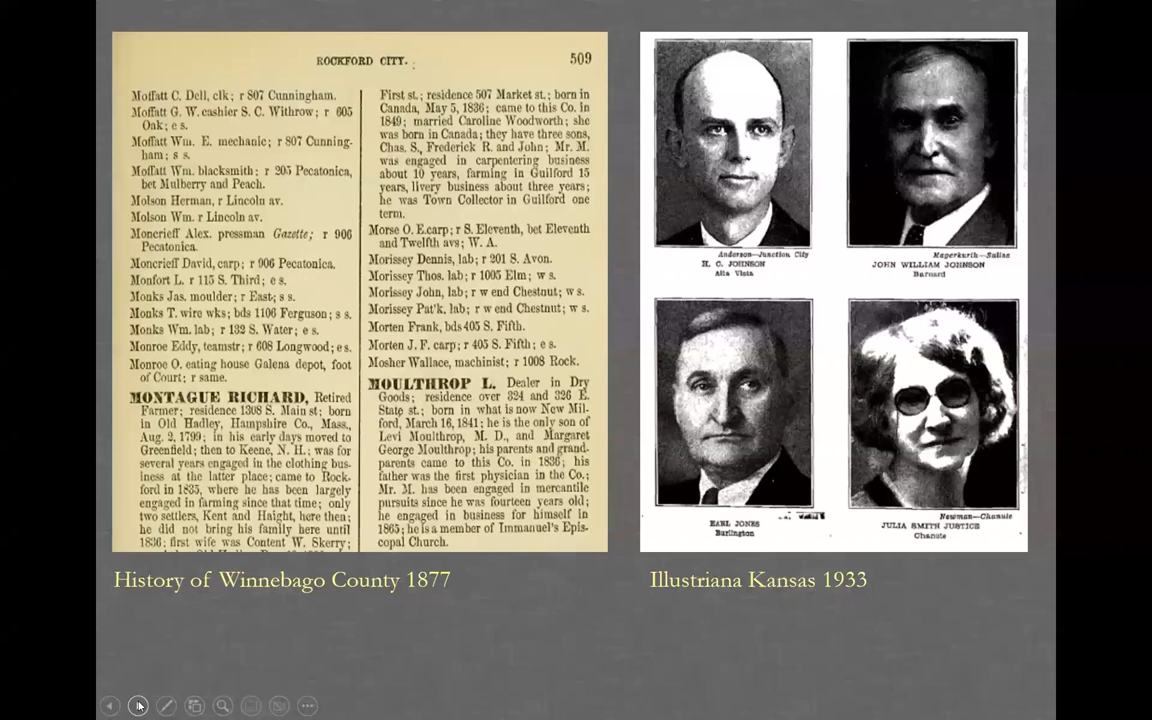 ROCKFORD CITY. 509
Moffatt C. Dell, clk; r 807 Cunningham.
Moffatt G. W. cashier S. C. Withrow; r 605
Oak; e s.
Moffatt Wm. E. mechanic; r 807 Cunning-
ham; s s.
Moffatt Wm. blacksmith; r 205 Pecatonica,
bet Mulberry and Peach.
Molson Herman, r Lincoln av.
Molson Wm. r Lincoln av.
Moncrieff Alex. pressman Gazette; r 906
Pecatonica.
Moncrieff David, carp; r 906 Pecatonica.
Monfort L. r 115 S. Third; e s.
Monks Jas. moulder; r East; s s.
Monks T. wire wks; bds 1106 Ferguson; s s.
Monks Wm. lab; r 132 S. Water; e s.
Monroe Eddy, teamstr; r 608 Longwood; e s.
Monroe O. eating house Galena depot, foot
of Court; r same.
MONTAGUE RICHARD, Retired
Farmer; residence 1308 S. Main st; born
in Old Hadley, Hampshire Co., Mass.,
Aug. 2, 1799; in his early days moved to
Greenfield; then to Keene, N. H.; was for
several years engaged in the clothing bus-
iness at the latter place; came to Rock-
ford in 1835, where he has been largely
engaged in farming since that time; only
two settlers, Kent and Haight, here then;
he did not bring his family here until
1836; first wife was Content W. Skerry;
First st.; residence 507 Market st.; born in
Canada, May 5, 1836; came to this Co. in
1849; married Caroline Woodworth; she
was born in Canada; they have three sons,
Chas. S., Frederick R. and John; Mr. M.
was engaged in carpentering business
about 10 years, farming in Guilford 15
years, livery business about three years;
he was Town Collector in Guilford one
term.
Morse O. E. carp; r S. Eleventh, bet Eleventh
and Twelfth avs; W. A.
Morissey Dennis, lab; r 201 S. Avon.
Morissey Thos. lab; r 1005 Elm; w s.
Morissey John, lab; r w end Chestnut; w s.
Morissey Pat'k, lab; r w end Chestnut; w s.
Morten Frank, bds 405 S. Fifth.
Morten J. F. carp; r 405 S. Fifth; e s.
Mosher Wallace, machinist; r 1008 Rock.
MOULTHROP L. Dealer in Dry
Goods; residence over 324 and 326 E.
State st.; born in what is now New Mil-
ford, March 16, 1841; he is the only son of
Levi Moulthrop, M. D., and Margaret
George Moulthrop; his parents and grand-
parents came to this Co. in 1836; his
father was the first physician in the Co.;
Mr. M. has been engaged in mercantile
pursuits since he was fourteen years old;
he engaged in business for himself in
1865; he is a member of Immanuel's Epis-
copal Church.
Anderson—Junction City
H. C. JOHNSON
Alta Vista
Maperkurth—Salina
JOHN WILLIAM JOHNSON
Barnard
EARL JONES
Burlington
Newman—Chanute
JULIA SMITH JUSTICE
Chanute
History of Winnebago County 1877
Illustriana Kansas 1933